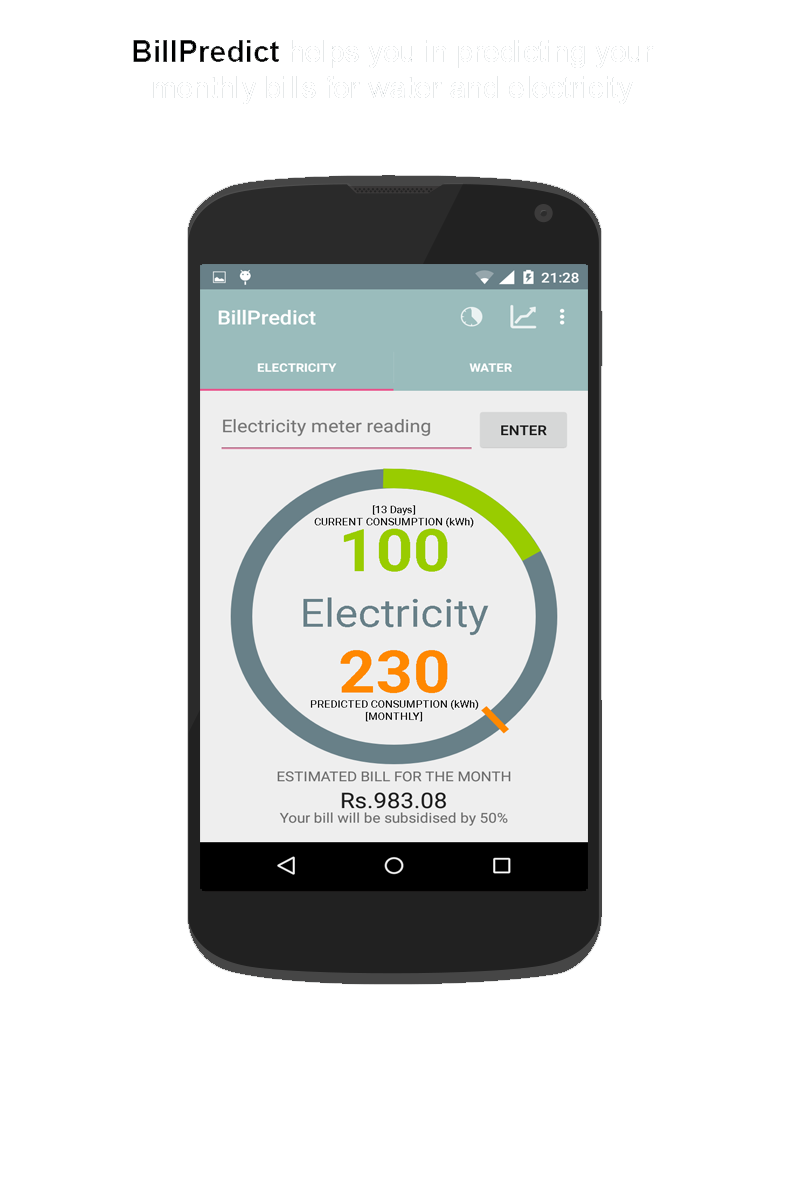 BillPredict helps you in predicting your
monthly bills for water and electricity
21:28
BillPredict
ELECTRICITY WATER
Electricity meter reading ENTER
[13 Days]
CURRENT CONSUMPTION (kWh)
100
Electricity
230
PREDICTED CONSUMPTION (kWh)
[MONTHLY]
ESTIMATED BILL FOR THE MONTH
Rs.983.08
Your bill will be subsidised by 50%